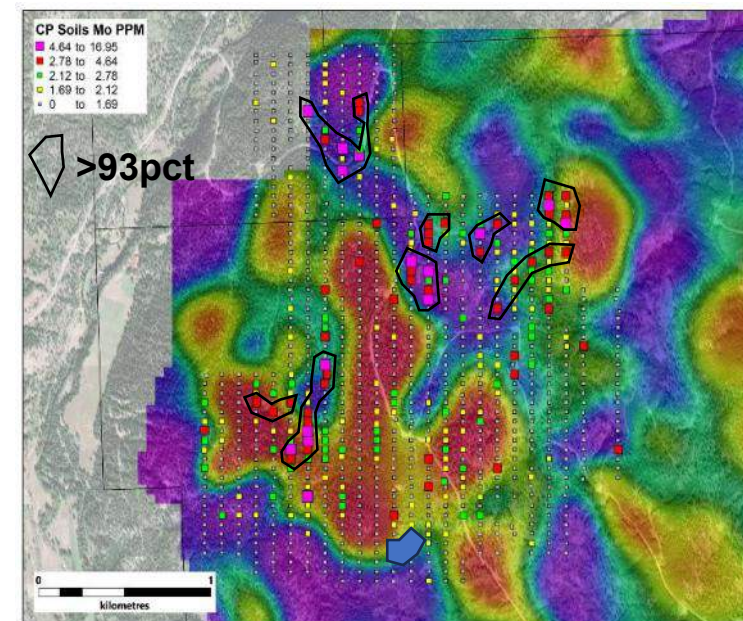 CP Soils Mo PPM
4.64 to 16.95
2.78 to 4.64
2.12 to 2.78
1.69 to 2.12
0 to 1.69
>93pct
0 1
kilometres